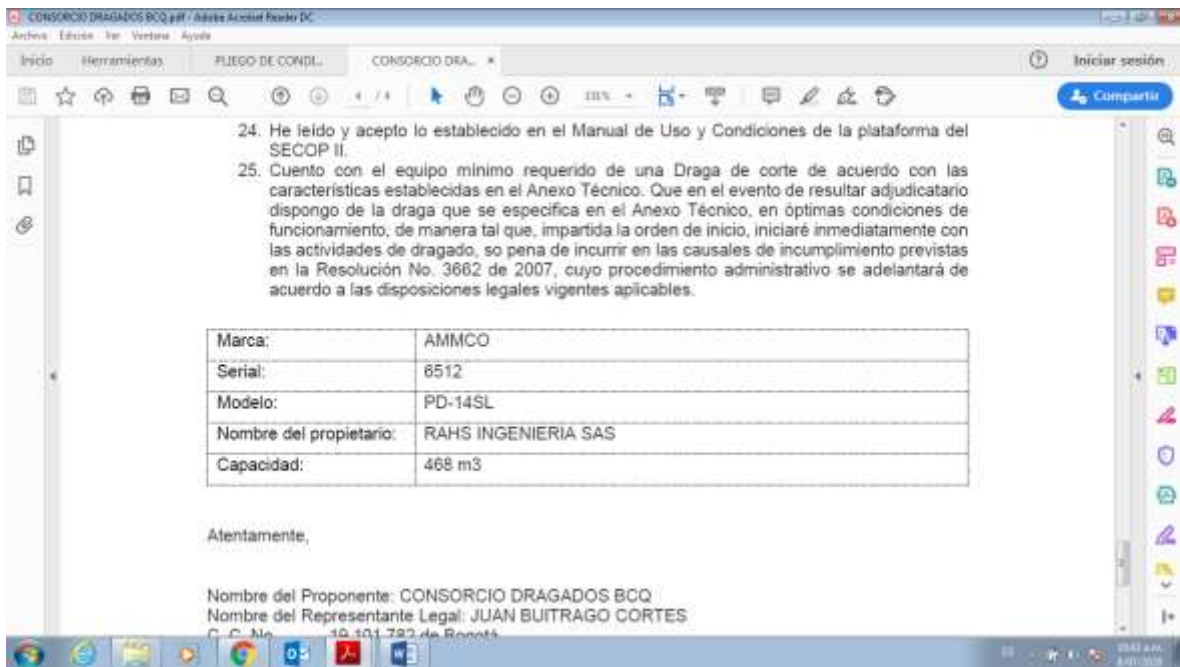 CONSORCIO DRAGADOS BCQ.pdf - Adobe Acrobat Reader DC
Archivo Edición Ver Ventana Ayuda
Inicio Herramientas PLIEGO DE CONDI... CONSORCIO DRA... × Iniciar sesión
4 / 4 Compartir
24. He leído y acepto lo establecido en el Manual de Uso y Condiciones de la plataforma del
SECOP II.
25. Cuento con el equipo mínimo requerido de una Draga de corte de acuerdo con las
características establecidas en el Anexo Técnico. Que en el evento de resultar adjudicatario
dispongo de la draga que se especifica en el Anexo Técnico, en óptimas condiciones de
funcionamiento, de manera tal que, impartida la orden de inicio, iniciaré inmediatamente con
las actividades de dragado, so pena de incurrir en las causales de incumplimiento previstas
en la Resolución No. 3662 de 2007, cuyo procedimiento administrativo se adelantará de
acuerdo a las disposiciones legales vigentes aplicables.
Marca: AMMCO
Serial: 6512
Modelo: PD-14SL
Nombre del propietario: RAHS INGENIERIA SAS
Capacidad: 468 m3
Atentamente,
Nombre del Proponente: CONSORCIO DRAGADOS BCQ
Nombre del Representante Legal: JUAN BUITRAGO CORTES
C. C. No. 19.101.782 de Bogotá